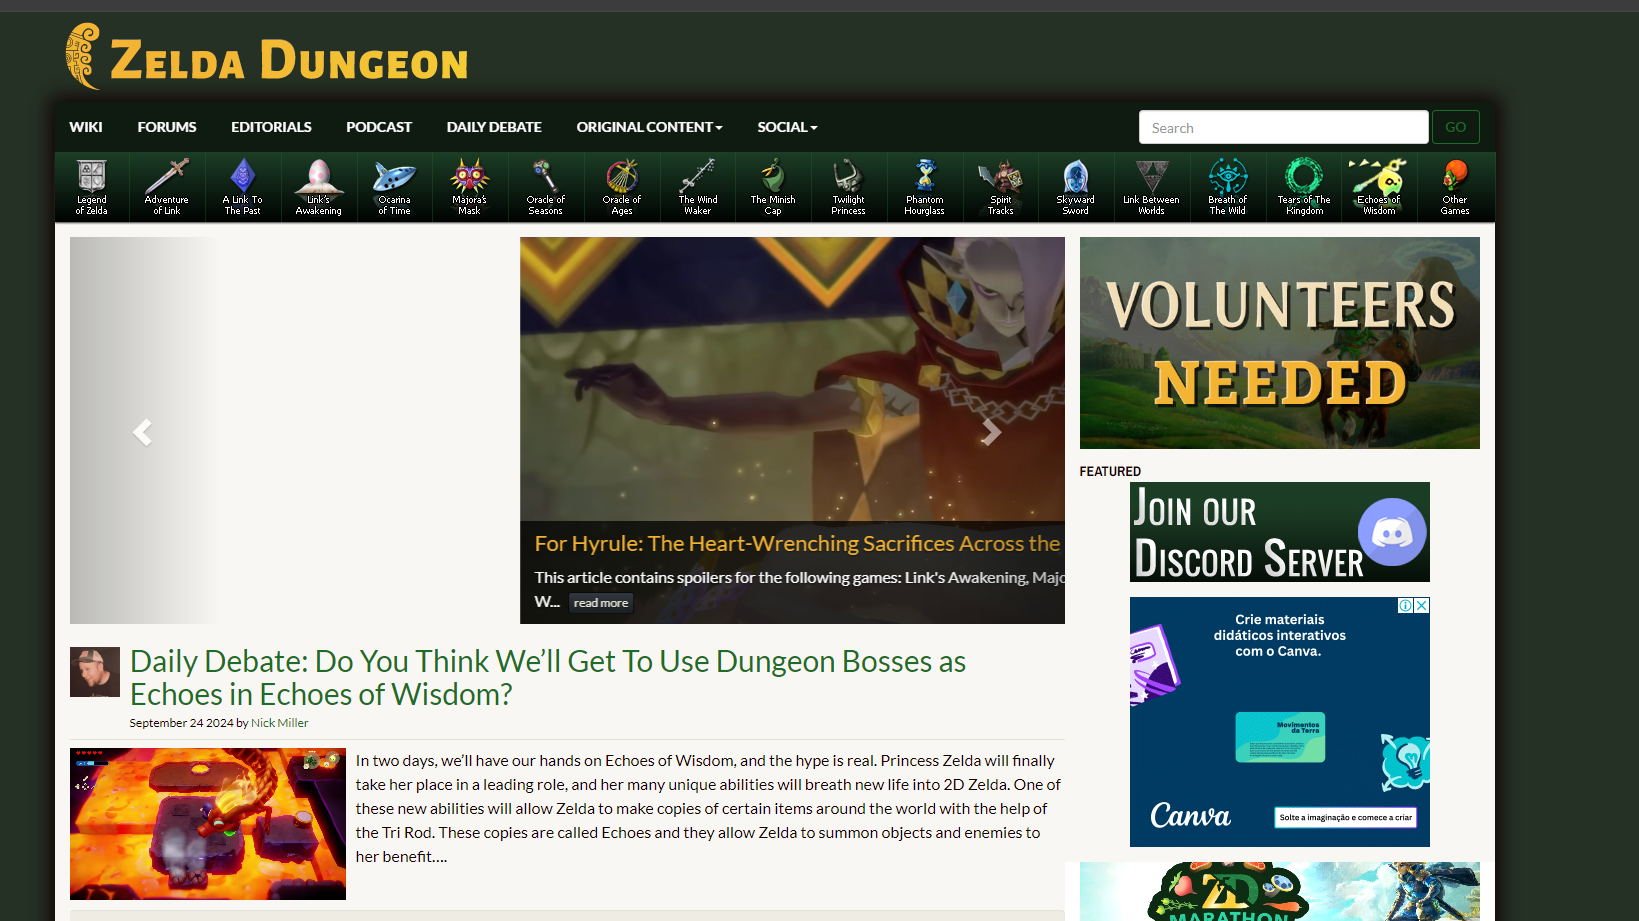 ZELDA DUNGEON
WIKI FORUMS EDITORIALS PODCAST DAILY DEBATE ORIGINAL CONTENT SOCIAL Search GO
Legend
of Zelda
Adventure
of Link
A Link To
The Past
Link's
Awakening
Ocarina
of Time
Majora's
Mask
Oracle of
Seasons
Oracle of
Ages
The Wind
Waker
The Minish
Cap
Twilight
Princess
Phantom
Hourglass
Spirit
Tracks
Skyward
Sword
Link Between
Worlds
Breath of
The Wild
Tears of The
Kingdom
Echoes of
Wisdom
Other
Games
For Hyrule: The Heart-Wrenching Sacrifices Across the
This article contains spoilers for the following games: Link's Awakening, Majo
W... read more
Daily Debate: Do You Think We'll Get To Use Dungeon Bosses as
Echoes in Echoes of Wisdom?
September 24 2024 by Nick Miller
In two days, we'll have our hands on Echoes of Wisdom, and the hype is real. Princess Zelda will finally
take her place in a leading role, and her many unique abilities will breath new life into 2D Zelda. One of
these new abilities will allow Zelda to make copies of certain items around the world with the help of
the Tri Rod. These copies are called Echoes and they allow Zelda to summon objects and enemies to
her benefit....
VOLUNTEERS
NEEDED
FEATURED
JOIN OUR
DISCORD SERVER
Crie materiais
didáticos interativos
com o Canva.
Movimentos
da Terra
Canva
Solte a imaginação e comece a criar
ZD
MARATHON